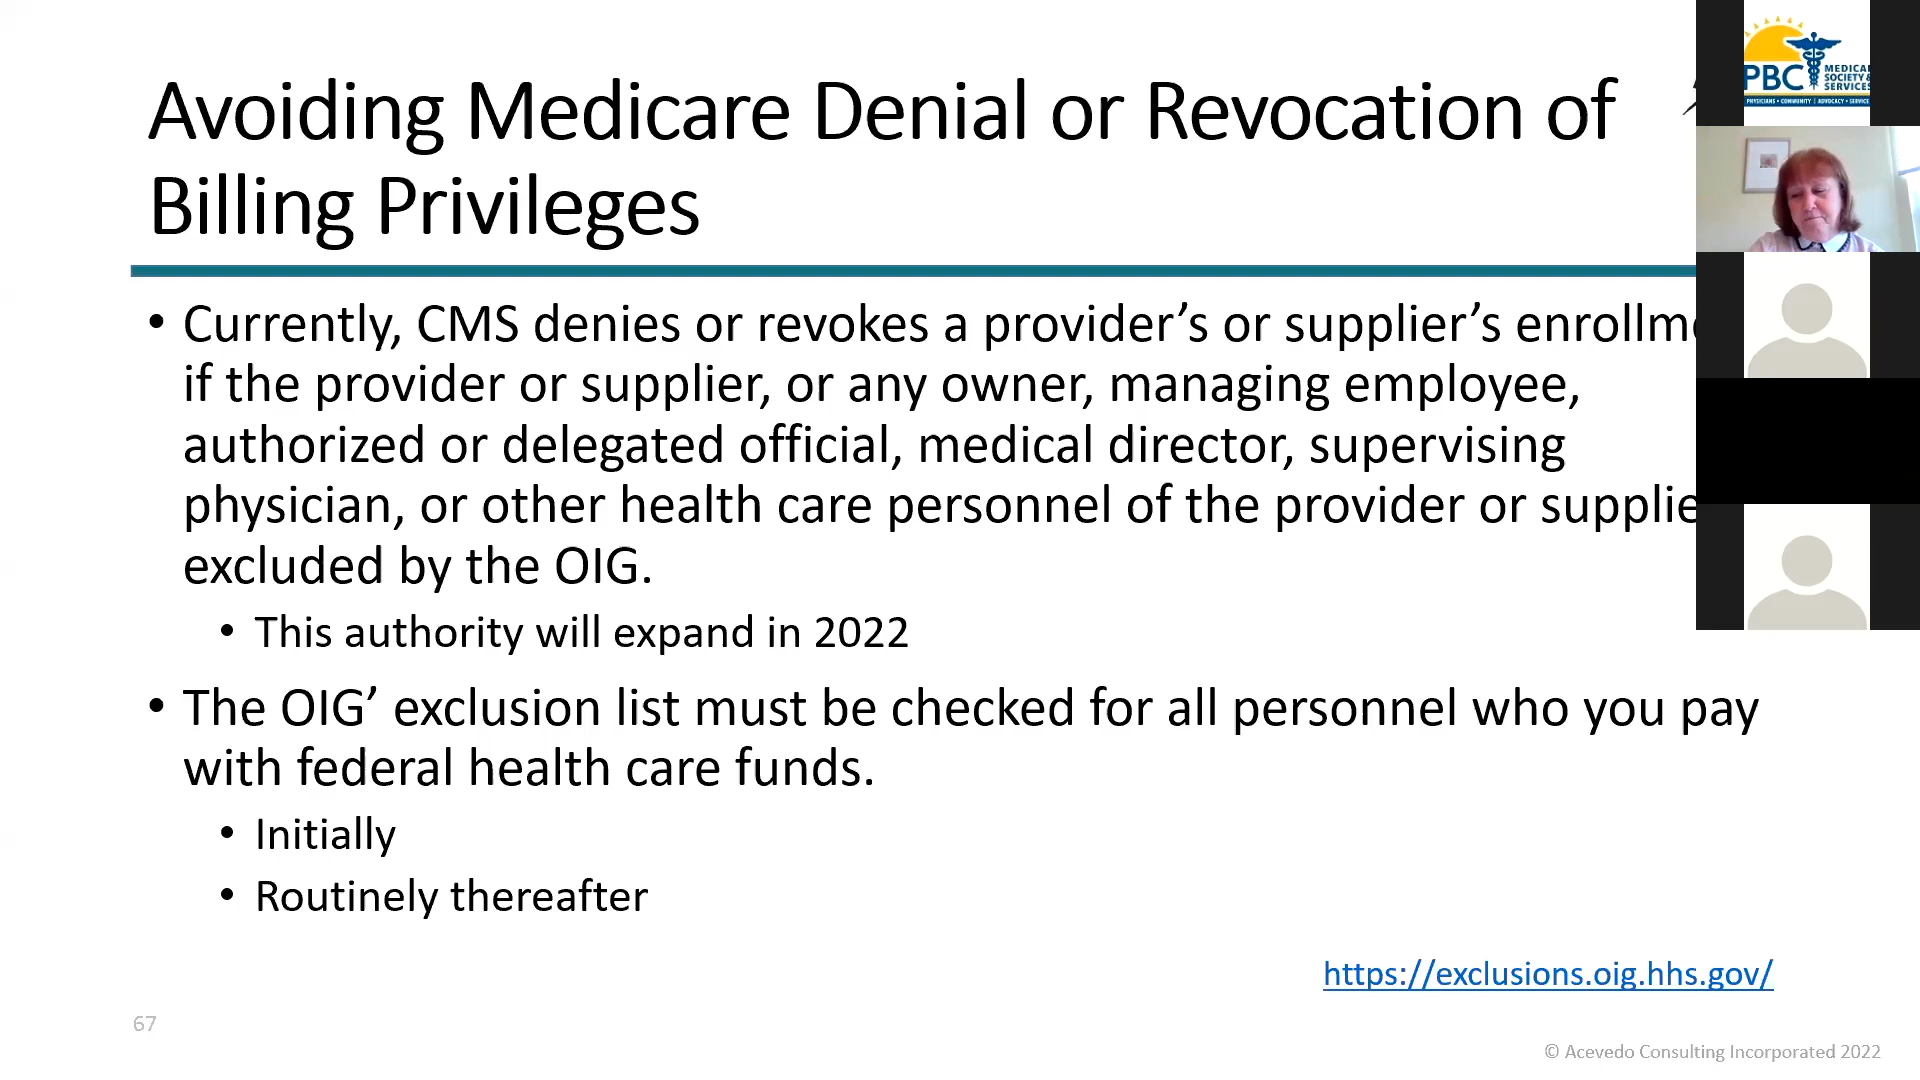 Avoiding Medicare Denial or Revocation of
Billing Privileges
• Currently, CMS denies or revokes a provider’s or supplier’s
if the provider or supplier, or any owner, managing employee,
authorized or delegated official, medical director, supervising
physician, or other health care personnel of the provider or
excluded by the OIG.
• This authority will expand in 2022
• The OIG’ exclusion list must be checked for all personnel who you pay
with federal health care funds.
• Initially
• Routinely thereafter
https://exclusions.oig.hhs.gov/
67
© Acevedo Consulting Incorporated 2022
PBC
MEDICAL
SOCIETY &
SERVICES
PHYSICIANS • COMMUNITY | ADVOCACY • SERVICE